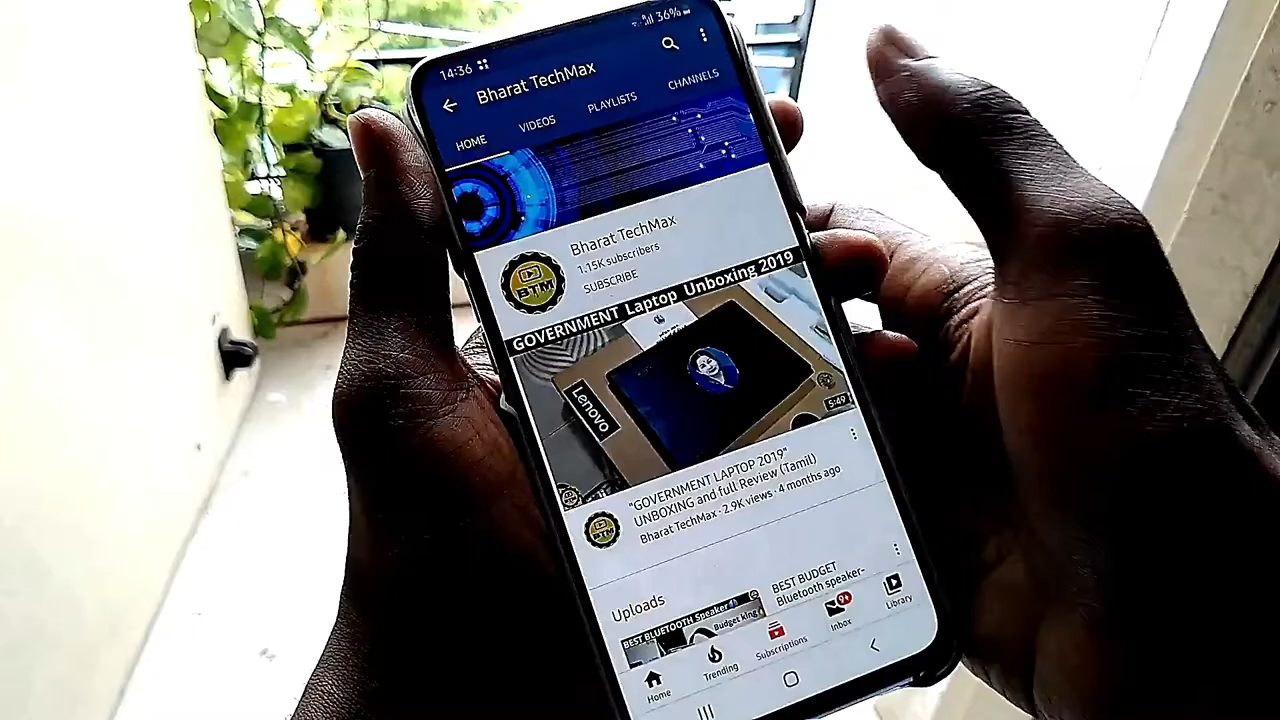 14:36
36%
Bharat TechMax
HOME VIDEOS PLAYLISTS CHANNELS
Bharat TechMax
1.15K subscribers
SUBSCRIBE
BTM
GOVERNMENT Laptop Unboxing 2019
Lenovo
5:49
"GOVERNMENT LAPTOP 2019"
UNBOXING and full Review (Tamil)
Bharat TechMax · 2.9K views · 4 months ago
BTM
Uploads
BEST BLUETOOTH Speaker
Budget king
BEST BUDGET
Bluetooth speaker-
9+
Home Trending Subscriptions Inbox Library